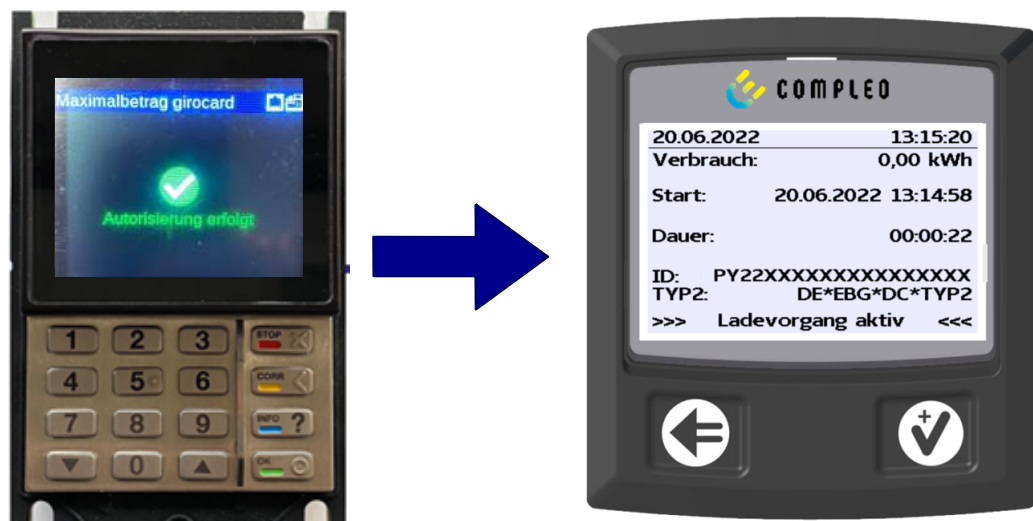 Maximalbetrag girocard
Autorisierung erfolgt
1 2 3 STOP
4 5 6 CORR
7 8 9 INFO ?
0 OK
COMPLEO
20.06.2022 13:15:20
Verbrauch: 0,00 kWh
Start: 20.06.2022 13:14:58
Dauer: 00:00:22
ID: PY22XXXXXXXXXXXXXXX
TYP2: DE*EBG*DC*TYP2
>>> Ladevorgang aktiv <<<